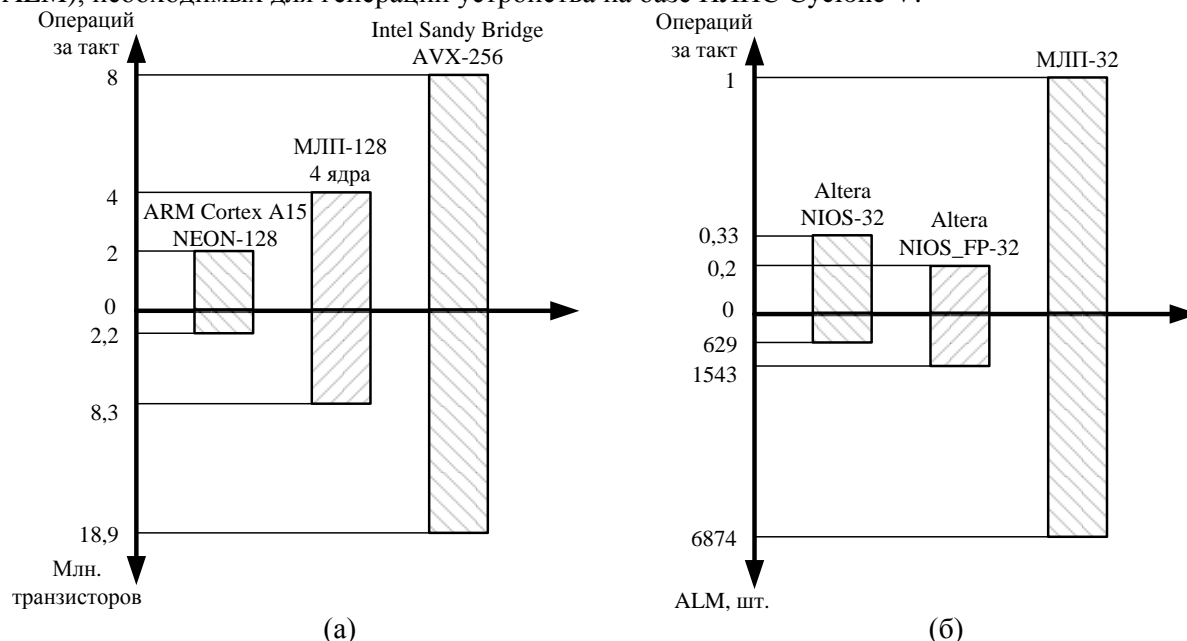 ALM), необходимых для генерации устройства на базе ПЛИС Cyclone V.
Операций
за такт
Intel Sandy Bridge
AVX-256
8
МЛП-128
4 ядра
4
ARM Cortex A15
NEON-128
2
0
2,2
8,3
18,9
Млн.
транзисторов
(а)
Операций
за такт
МЛП-32
1
Altera
NIOS-32
0,33
Altera
NIOS_FP-32
0,2
0
629
1543
6874
ALM, шт.
(б)